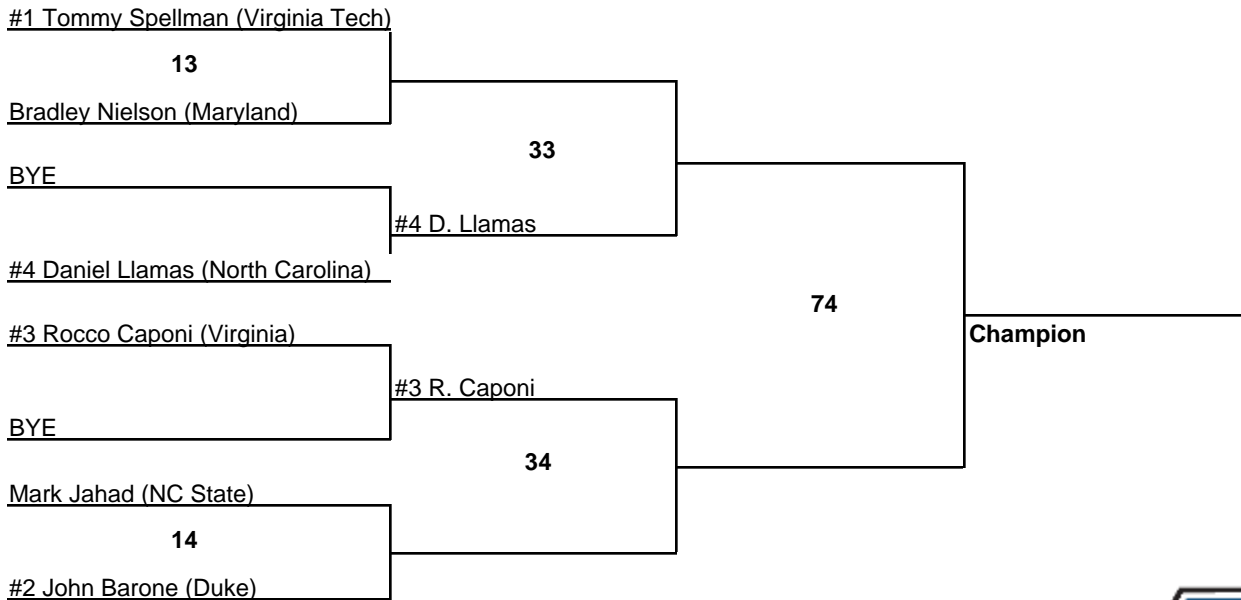 #1 Tommy Spellman (Virginia Tech)
13
Bradley Nielson (Maryland)
33
BYE
#4 D. Llamas
#4 Daniel Llamas (North Carolina)
74
#3 Rocco Caponi (Virginia)
Champion
#3 R. Caponi
BYE
34
Mark Jahad (NC State)
14
#2 John Barone (Duke)